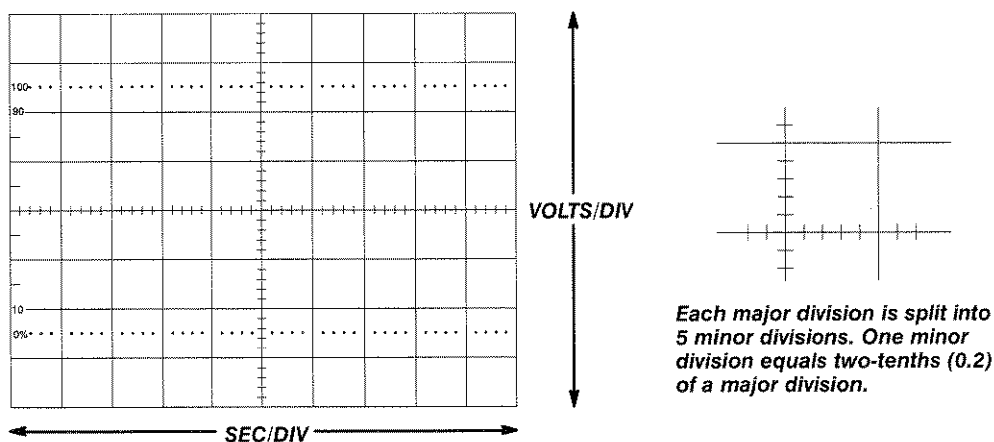 100
90
10
0%
VOLTS/DIV
SEC/DIV
Each major division is split into
5 minor divisions. One minor
division equals two-tenths (0.2)
of a major division.